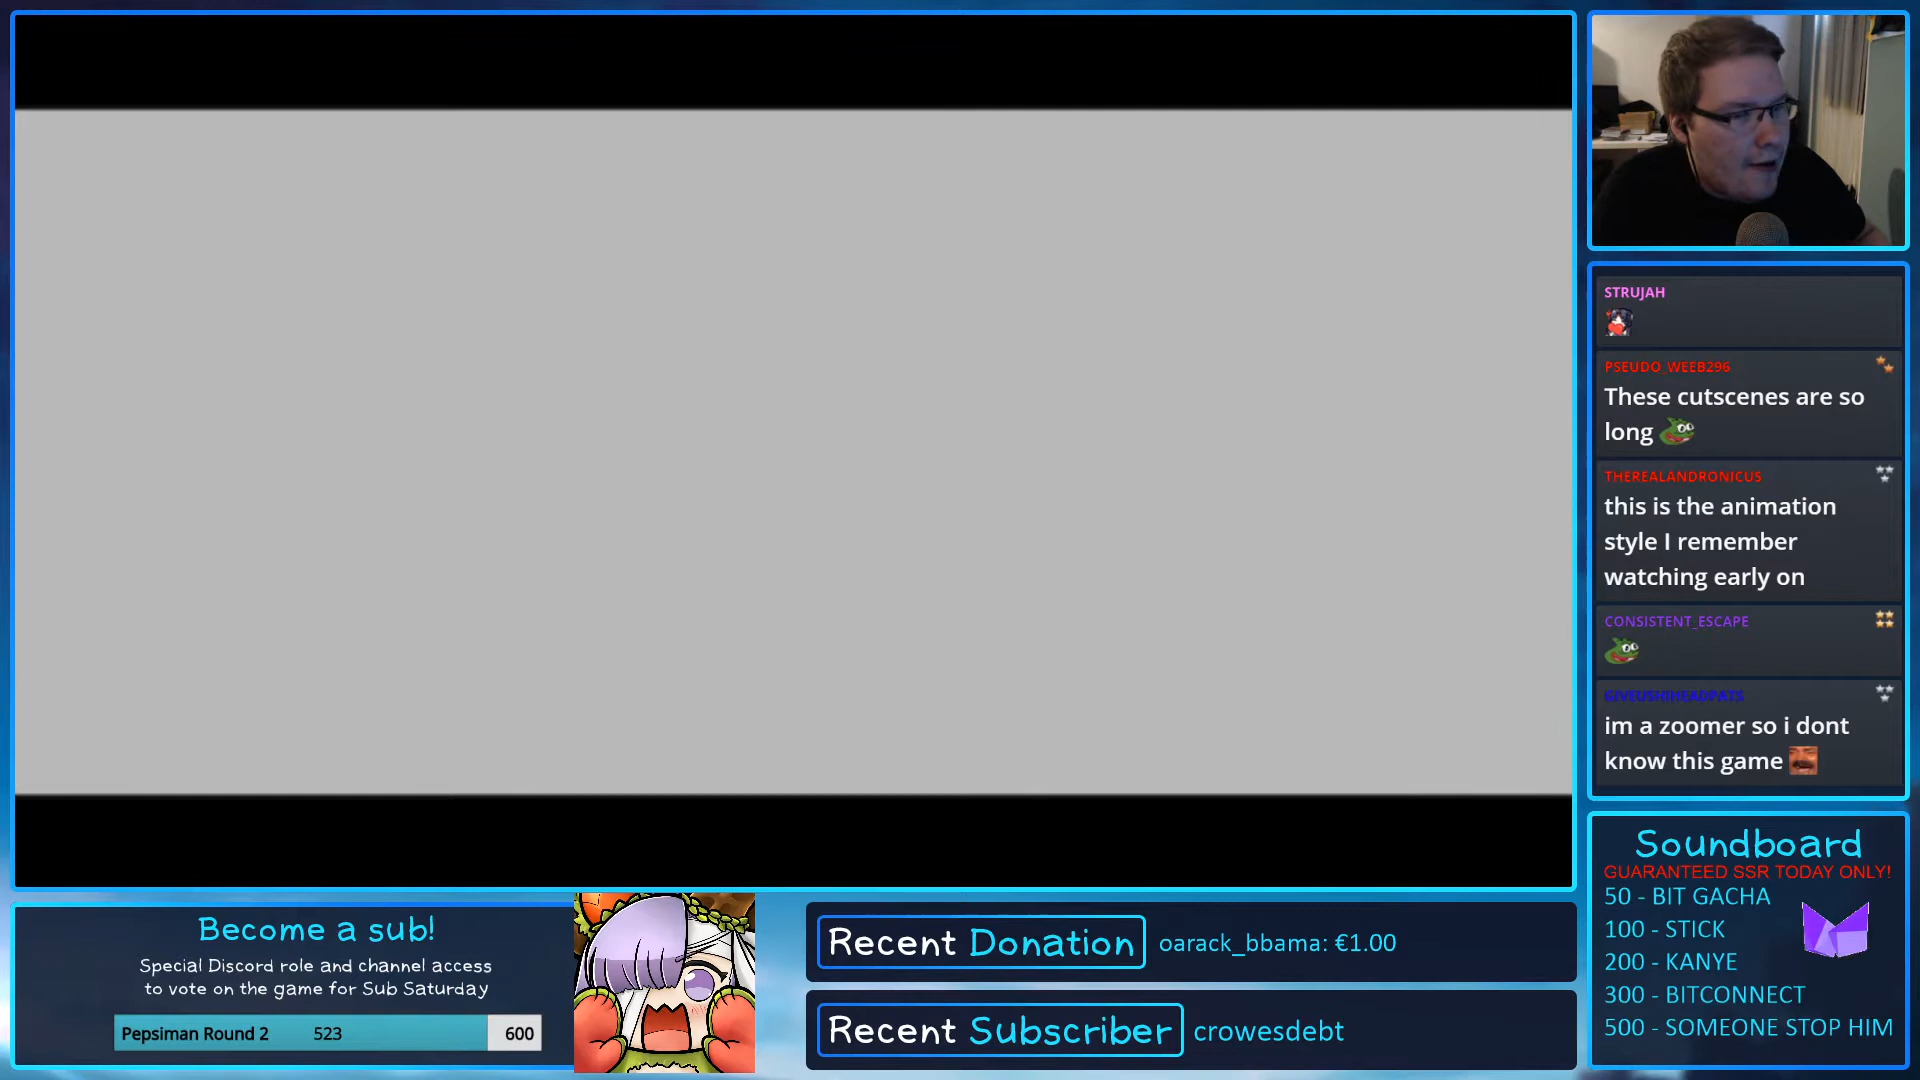 STRUJAH
PSEUDO_WEEB296
These cutscenes are so
long
THEREALANDRONICUS
this is the animation
style I remember
watching early on
CONSISTENT_ESCAPE
GIVEUSHIHEADPATS
im a zoomer so i dont
know this game
Soundboard
GUARANTEED SSR TODAY ONLY!
50 - BIT GACHA
100 - STICK
200 - KANYE
300 - BITCONNECT
500 - SOMEONE STOP HIM
Become a sub!
Special Discord role and channel access
to vote on the game for Sub Saturday
Pepsiman Round 2 523 600
Recent Donation oarack_bbama: €1.00
Recent Subscriber crowesdebt